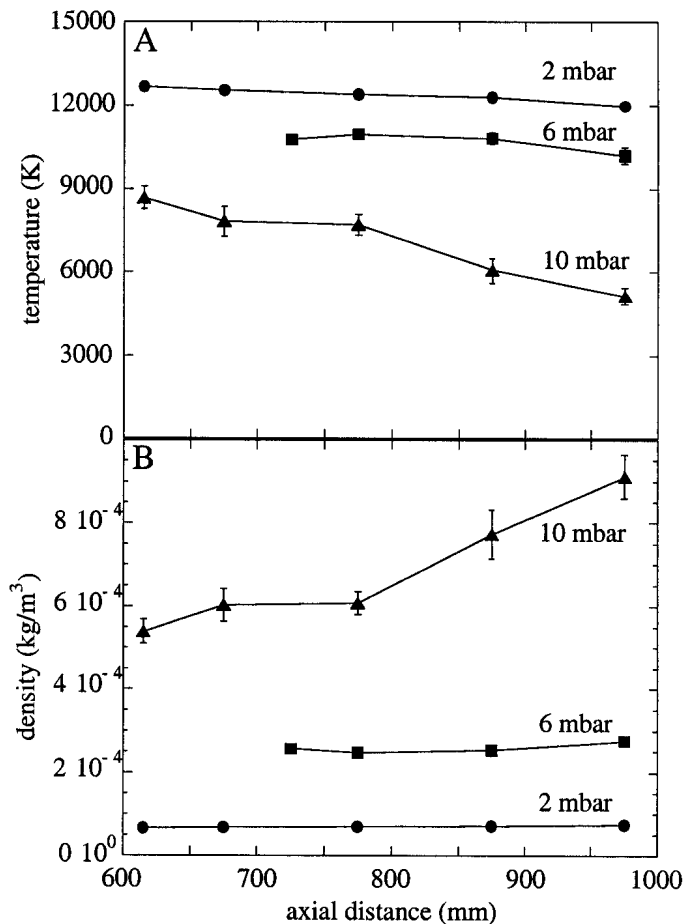 15000
A
2 mbar
12000
6 mbar
9000
temperature (K)
10 mbar
6000
3000
0
B
8 10⁻⁴
10 mbar
6 10⁻⁴
density (kg/m³)
4 10⁻⁴
6 mbar
2 10⁻⁴
2 mbar
0 10⁰
600 700 800 900 1000
axial distance (mm)